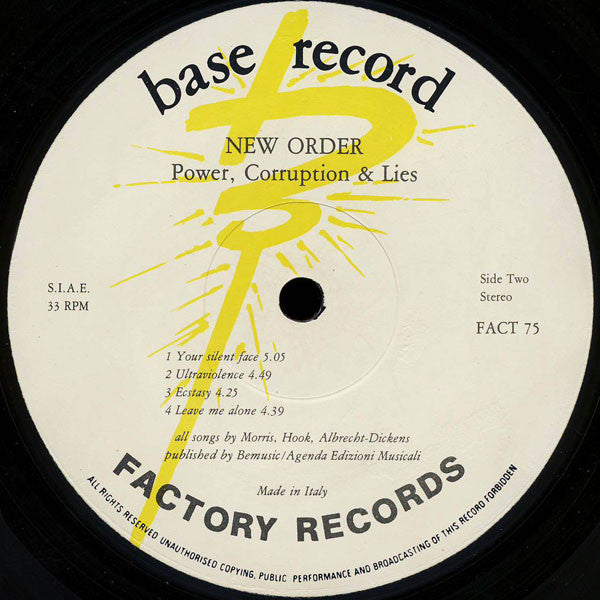 base record
NEW ORDER
Power, Corruption & Lies
S.I.A.E.
33 RPM
Side Two
Stereo
FACT 75
1 Your silent face 5.05
2 Ultraviolence 4.49
3 Ecstasy 4.25
4 Leave me alone 4.39
all songs by Morris, Hook, Albrecht-Dickens
published by Bemusic/Agenda Edizioni Musicali
Made in Italy
FACTORY RECORDS
ALL RIGHTS RESERVED UNAUTHORISED COPYING, PUBLIC PERFORMANCE AND BROADCASTING OF THIS RECORD FORBIDDEN